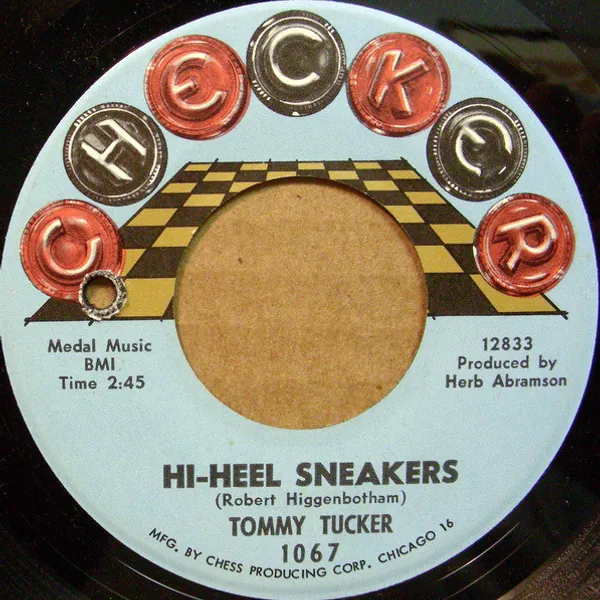 CHECKER
Medal Music
BMI
Time 2:45
12833
Produced by
Herb Abramson
HI-HEEL SNEAKERS
(Robert Higgenbotham)
TOMMY TUCKER
1067
MFG. BY CHESS PRODUCING CORP. CHICAGO 16